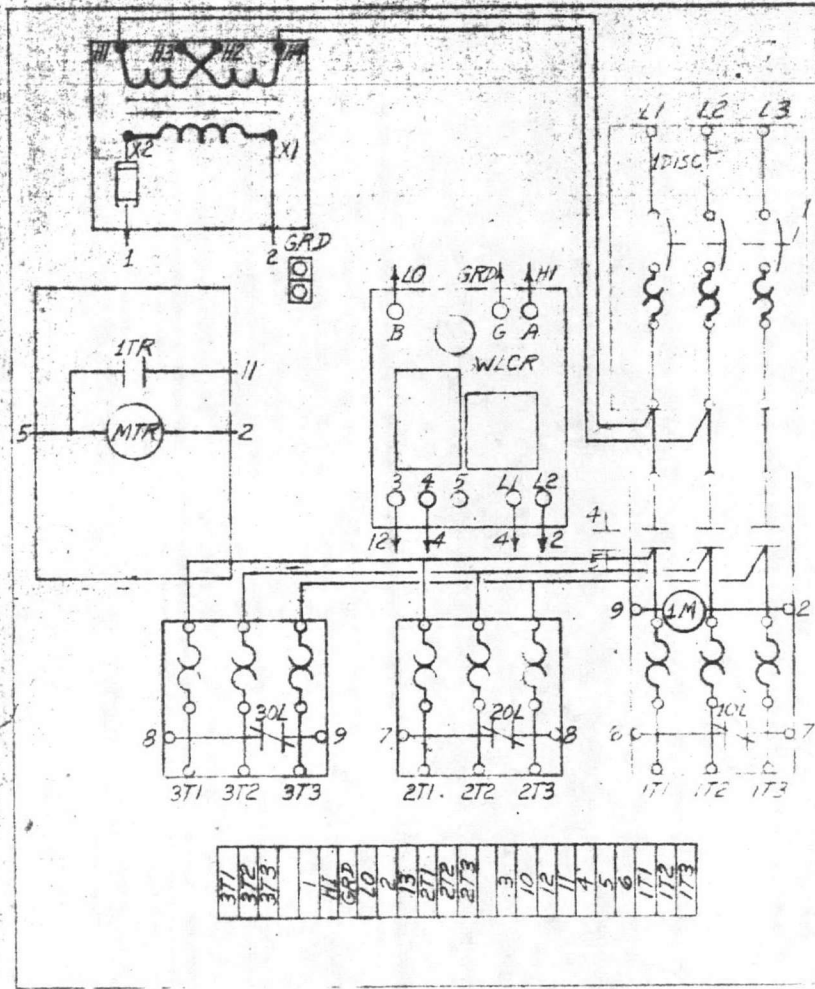 H1 H3 H2 H4
X2 X1
1 2
GRD
L1 L2 L3
1DISC
LO GRD HI
B G A
WLCR
3 4 5 L1 L2
12 4 4 2
1TR
11
5 MTR 2
4
5
9 1M 2
8 3OL 9
7 2OL 8
6 1OL 7
3T1 3T2 3T3
2T1 2T2 2T3
1T1 1T2 1T3
3T1 3T2 3T3 1 HI GRD LO 2 13 2T1 2T2 2T3 3 10 12 11 4 5 6 1T1 1T2 1T3